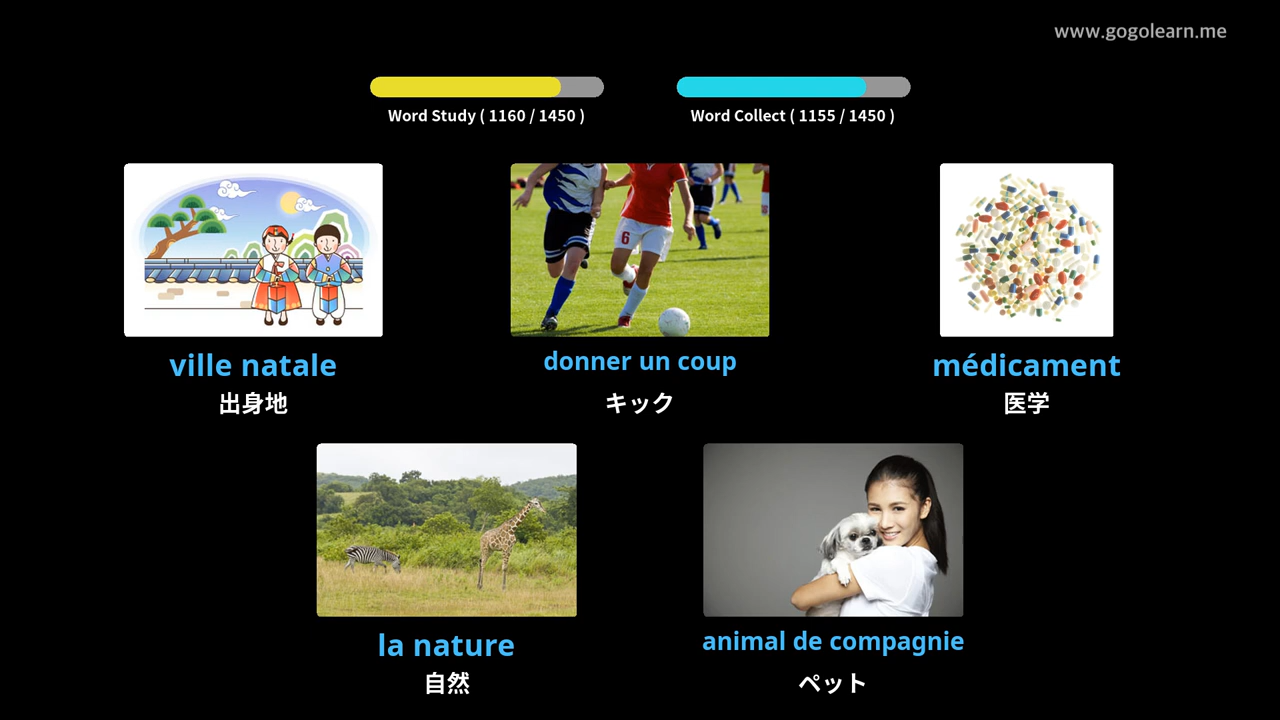 www.gogolearn.me
Word Study ( 1160 / 1450 )
Word Collect ( 1155 / 1450 )
ville natale
出身地
donner un coup
キック
6
médicament
医学
la nature
自然
animal de compagnie
ペット